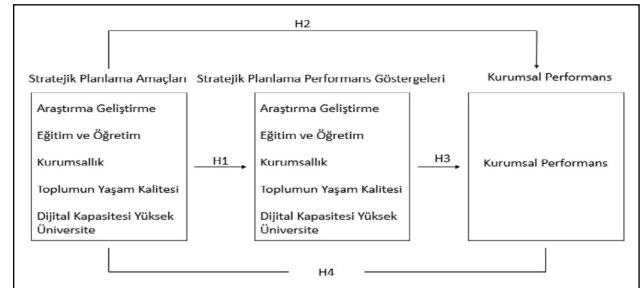 H2
Stratejik Planlama Amaçları Stratejik Planlama Performans Göstergeleri Kurumsal Performans
Araştırma Geliştirme
Eğitim ve Öğretim
Kurumsallık
Toplumun Yaşam Kalitesi
Dijital Kapasitesi Yüksek
Üniversite
H1
Araştırma Geliştirme
Eğitim ve Öğretim
Kurumsallık
Toplumun Yaşam Kalitesi
Dijital Kapasitesi Yüksek
Üniversite
H3
Kurumsal Performans
H4